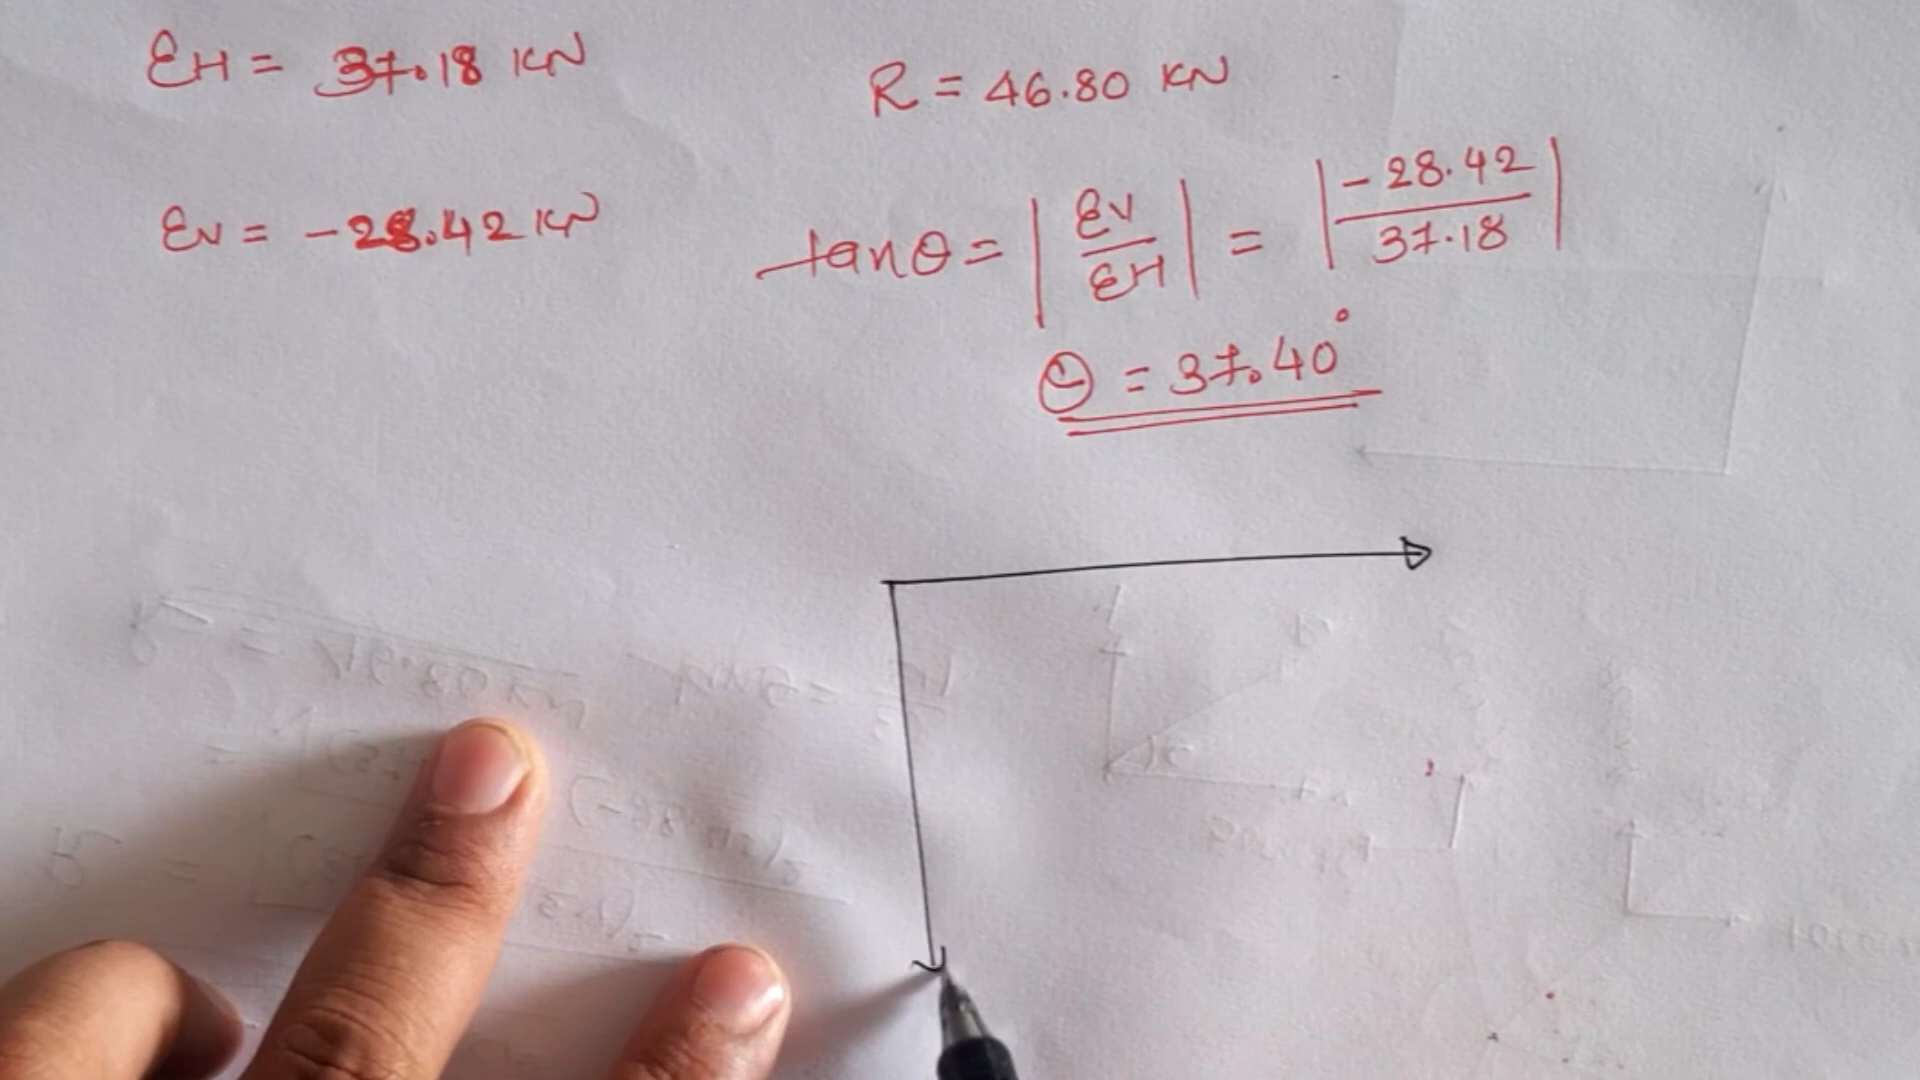 ΣH = 37.18 KN
R = 46.80 KN
ΣV = -28.42 KN
tanθ = |ΣV/ΣH| = |-28.42/37.18|
θ = 37.40°